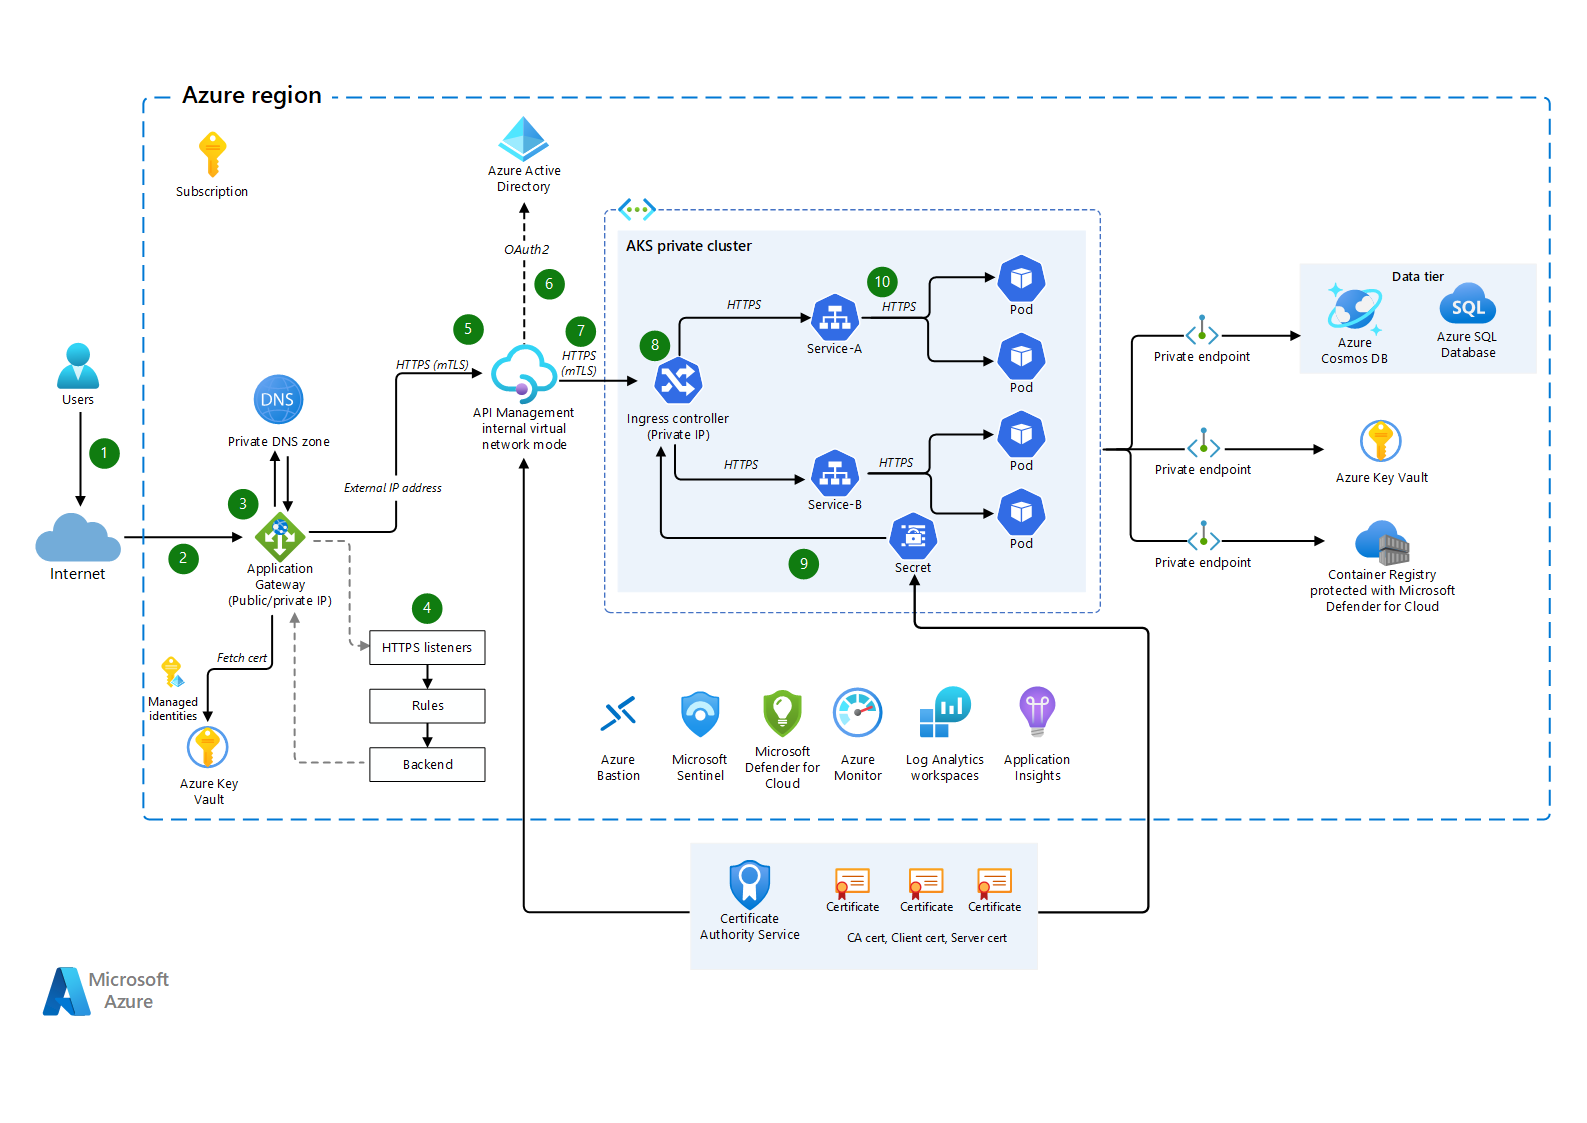 Azure region
Subscription
Azure Active
Directory
OAuth2
6
5
7
HTTPS (mTLS)
HTTPS
(mTLS)
API Management
internal virtual
network mode
Users
1
Internet
2
DNS
Private DNS zone
3
External IP address
Application
Gateway
(Public/private IP)
Fetch cert
Managed
identities
Azure Key
Vault
4
HTTPS listeners
Rules
Backend
AKS private cluster
8
Ingress controller
(Private IP)
HTTPS
Service-A
10
HTTPS
Pod
Pod
HTTPS
Service-B
HTTPS
Pod
Pod
9
Secret
Private endpoint
Data tier
Azure
Cosmos DB
SQL
Azure SQL
Database
Private endpoint
Azure Key Vault
Private endpoint
Container Registry
protected with Microsoft
Defender for Cloud
Azure
Bastion
Microsoft
Sentinel
Microsoft
Defender for
Cloud
Azure
Monitor
Log Analytics
workspaces
Application
Insights
Certificate
Authority Service
Certificate
Certificate
Certificate
CA cert, Client cert, Server cert
Microsoft
Azure